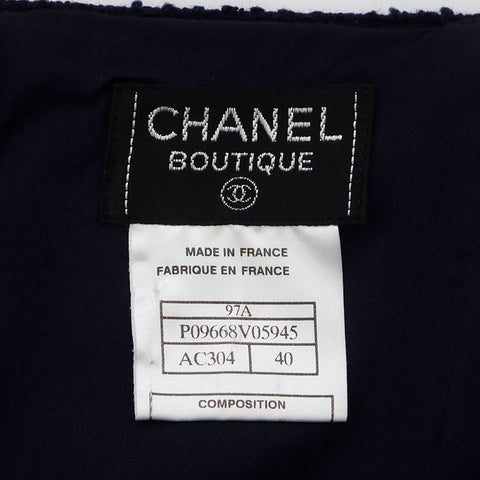 CHANEL
BOUTIQUE
MADE IN FRANCE
FABRIQUE EN FRANCE
97A
P09668V05945
AC304 40
COMPOSITION